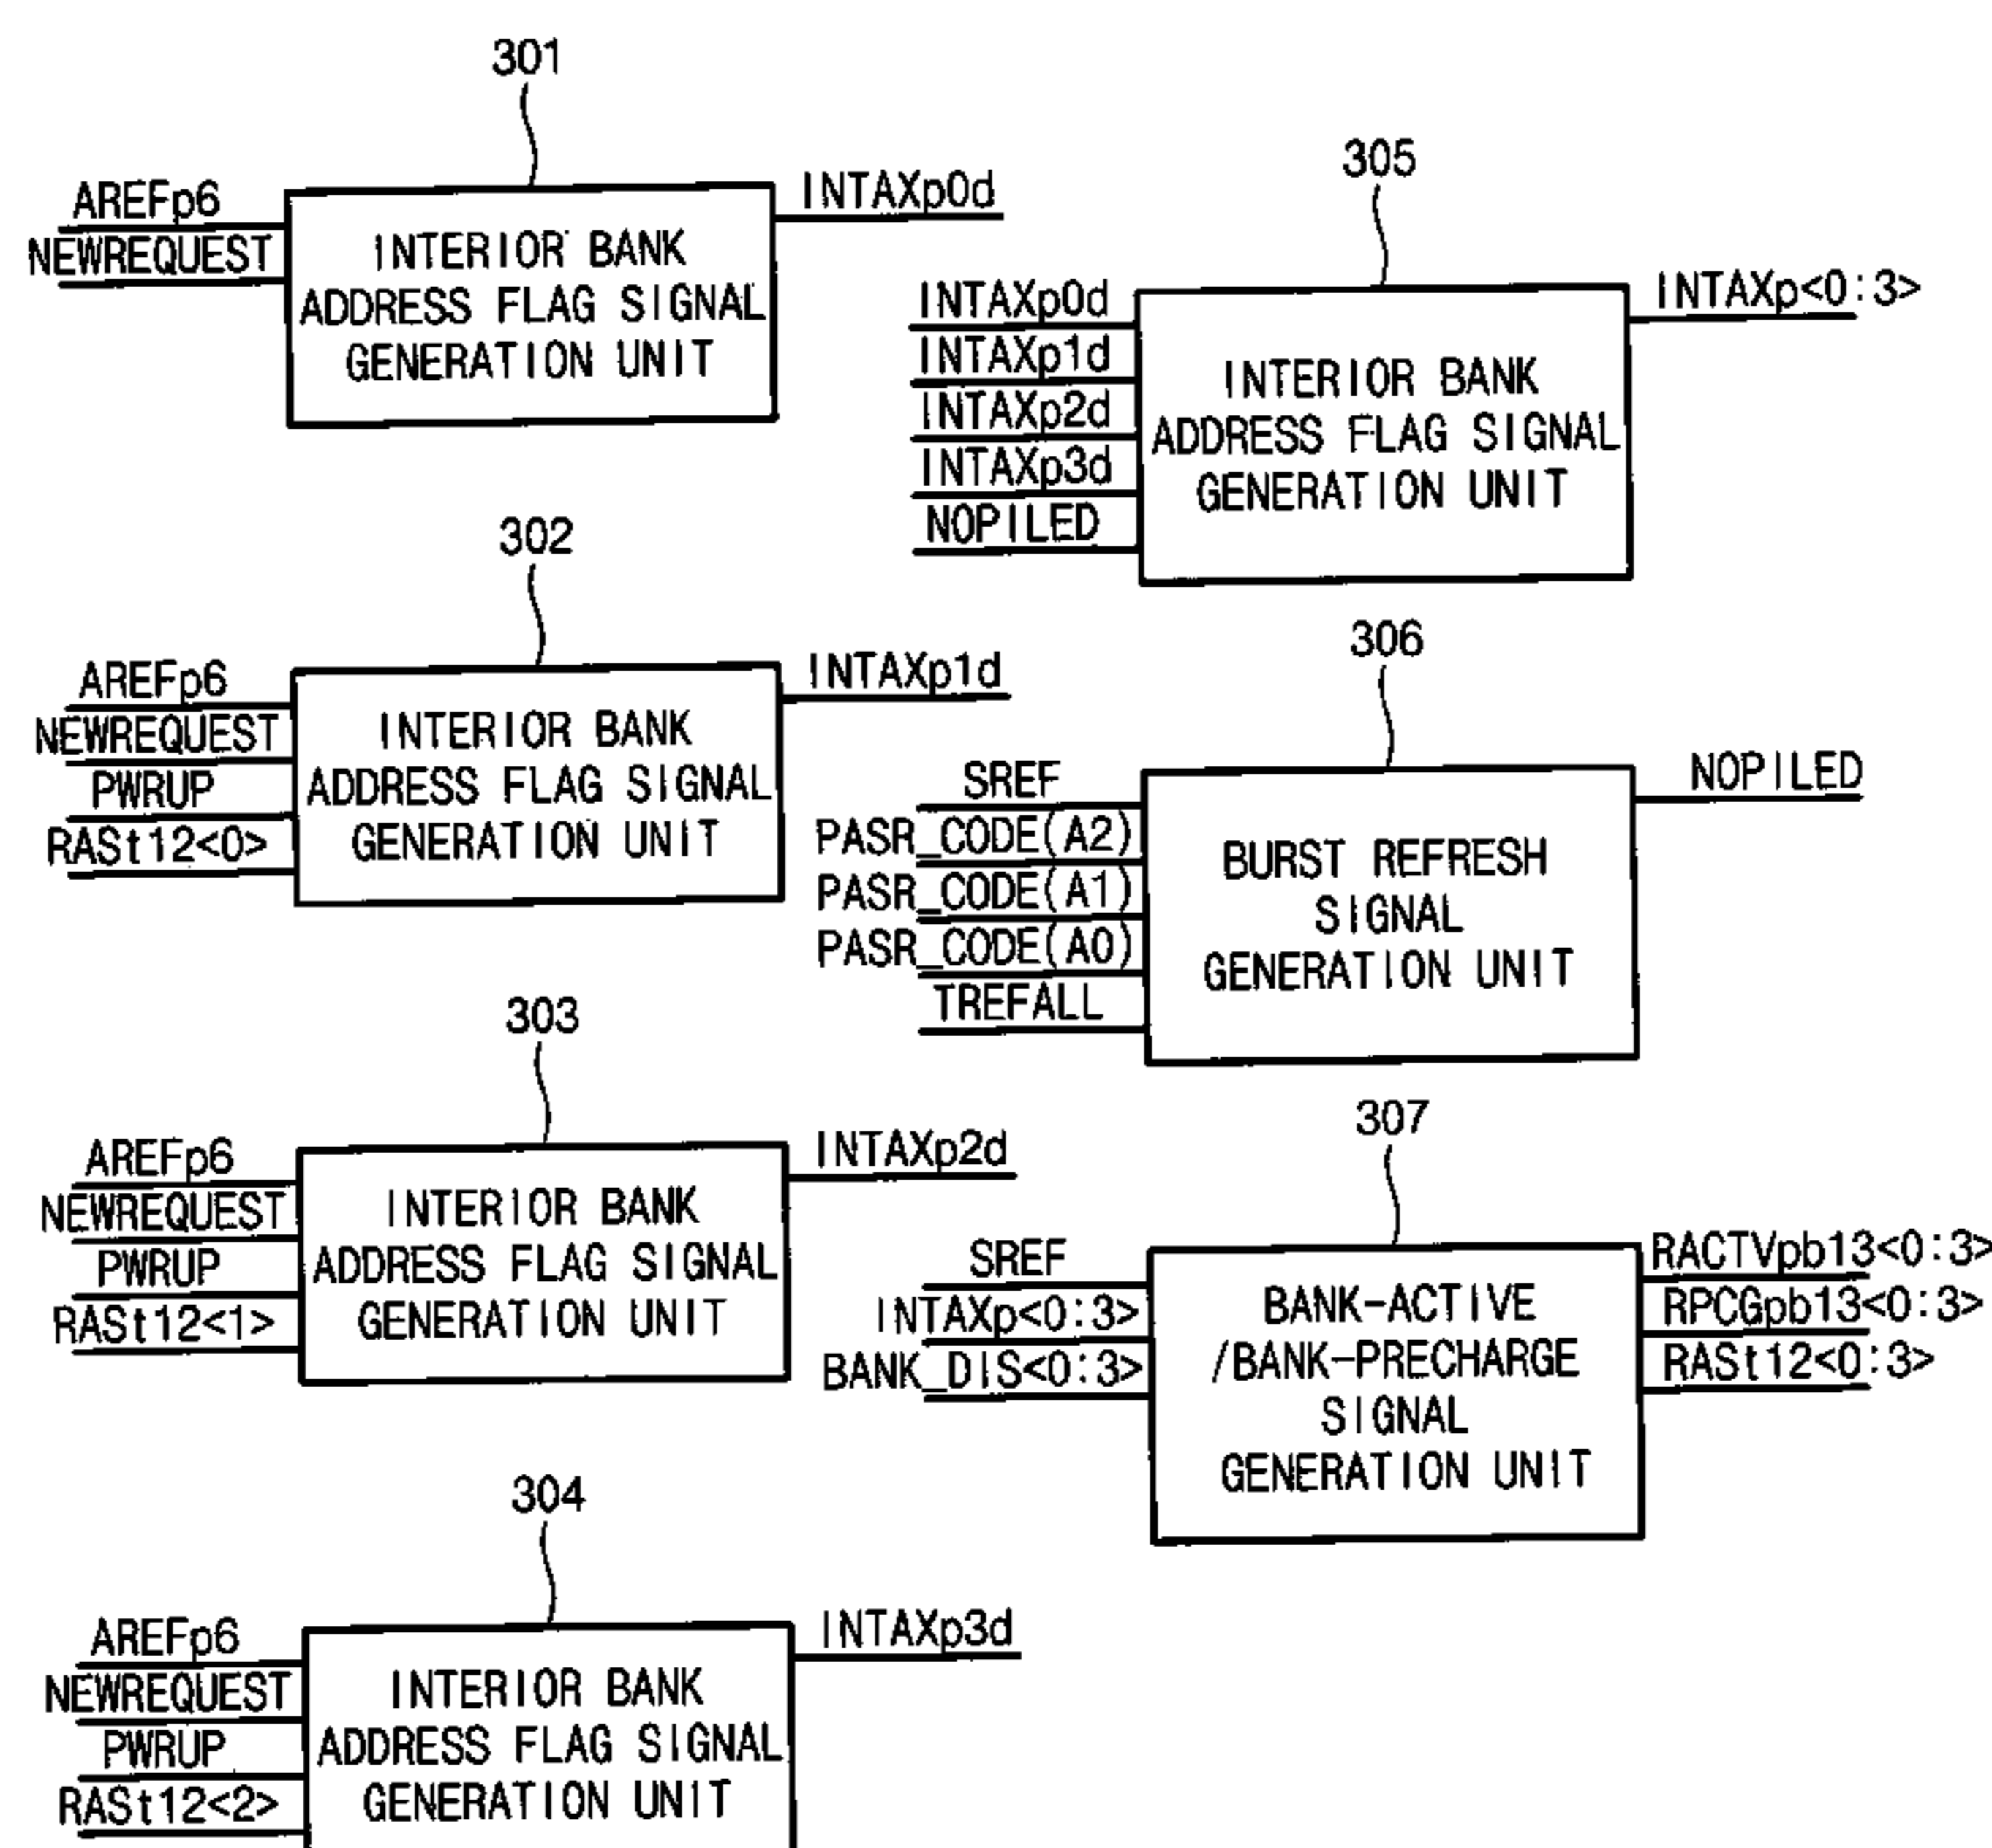 301
AREFp6
NEWREQUEST
INTERIOR BANK
ADDRESS FLAG SIGNAL
GENERATION UNIT
INTAXp0d
302
AREFp6
NEWREQUEST
PWRUP
RASt12<0>
INTERIOR BANK
ADDRESS FLAG SIGNAL
GENERATION UNIT
INTAXp1d
303
AREFp6
NEWREQUEST
PWRUP
RASt12<1>
INTERIOR BANK
ADDRESS FLAG SIGNAL
GENERATION UNIT
INTAXp2d
304
AREFp6
NEWREQUEST
PWRUP
RASt12<2>
INTERIOR BANK
ADDRESS FLAG SIGNAL
GENERATION UNIT
INTAXp3d
305
INTAXp0d
INTAXp1d
INTAXp2d
INTAXp3d
NOPILED
INTERIOR BANK
ADDRESS FLAG SIGNAL
GENERATION UNIT
INTAXp<0:3>
306
SREF
PASR_CODE(A2)
PASR_CODE(A1)
PASR_CODE(A0)
TREFALL
BURST REFRESH
SIGNAL
GENERATION UNIT
NOPILED
307
SREF
INTAXp<0:3>
BANK_DIS<0:3>
BANK-ACTIVE
/BANK-PRECHARGE
SIGNAL
GENERATION UNIT
RACTVpb13<0:3>
RPCGpb13<0:3>
RASt12<0:3>